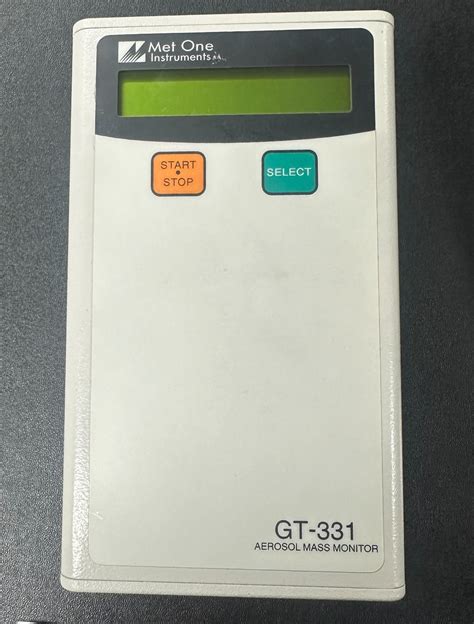 Met One
Instruments
START
STOP
SELECT
GT-331
AEROSOL MASS MONITOR